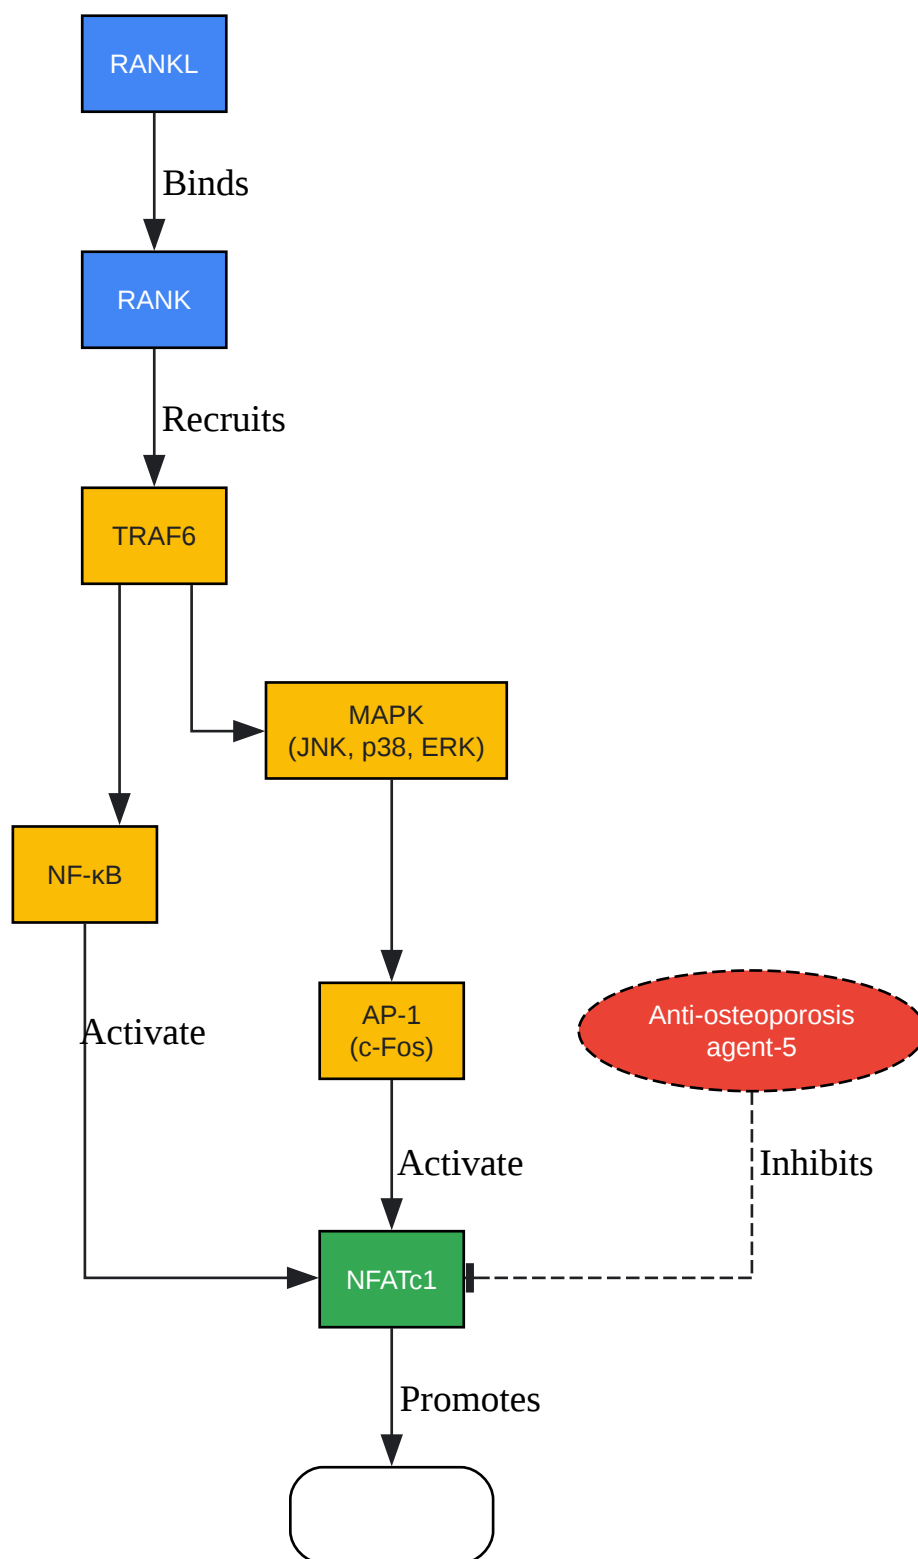 RANKL
Binds
RANK
Recruits
TRAF6
MAPK
(JNK, p38, ERK)
NF-κB
Activate
AP-1
(c-Fos)
Anti-osteoporosis
agent-5
Activate
Inhibits
NFATc1
Promotes